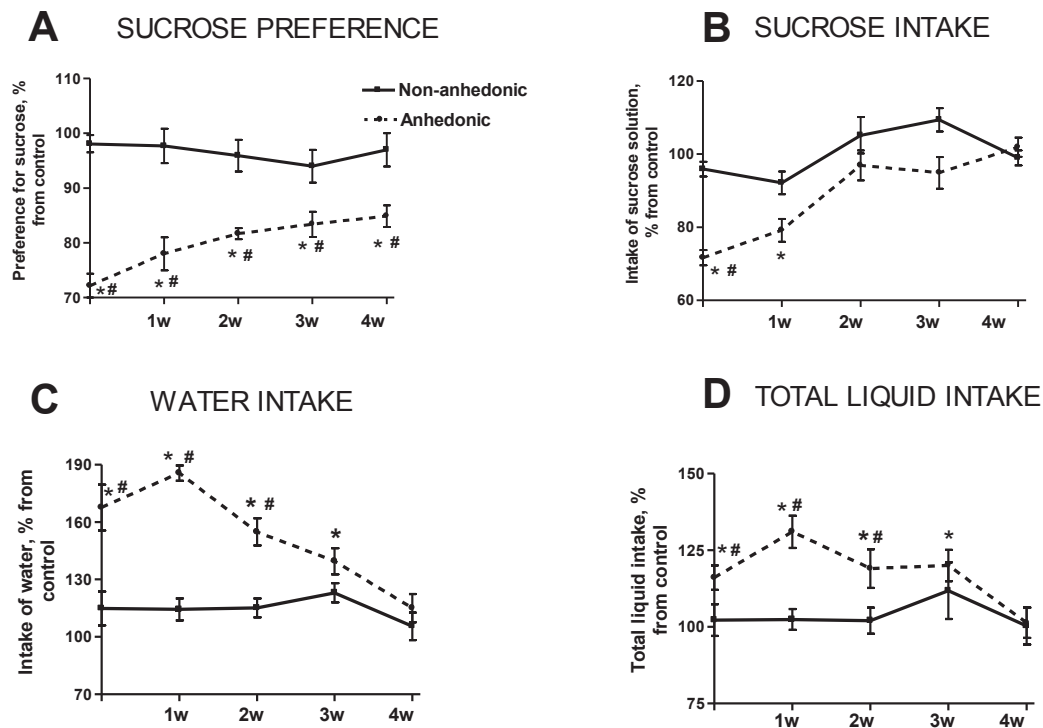 A SUCROSE PREFERENCE
Preference for sucrose, %
from control
110
100
90
80
70
Non-anhedonic
Anhedonic
*#
* #
* #
* #
* #
1w 2w 3w 4w
B SUCROSE INTAKE
Intake of sucrose solution,
% from control
120
100
80
60
* #
*
1w 2w 3w 4w
C WATER INTAKE
Intake of water, % from
control
190
160
130
100
70
*#
* #
* #
*
1w 2w 3w 4w
D TOTAL LIQUID INTAKE
Total liquid intake, %
from control
150
125
100
75
*#
* #
* #
*
1w 2w 3w 4w